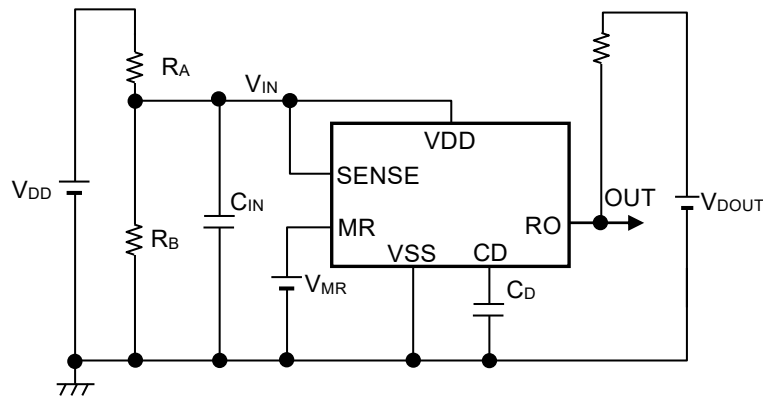 RA
VIN
VDD
SENSE
VDD
CIN
OUT
VDOUT
MR
RO
RB
VSS
CD
VMR
CD